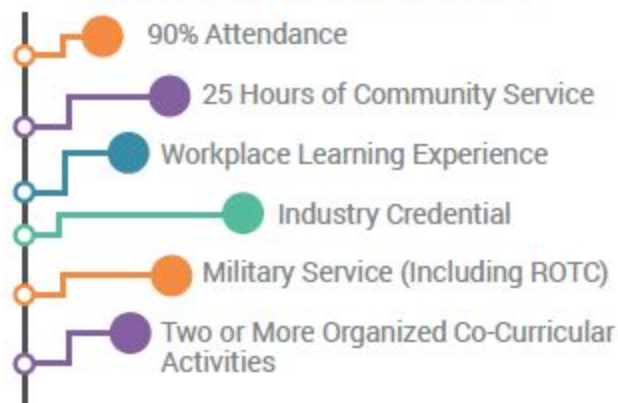 90% Attendance
25 Hours of Community Service
Workplace Learning Experience
Industry Credential
Military Service (Including ROTC)
Two or More Organized Co-Curricular
Activities